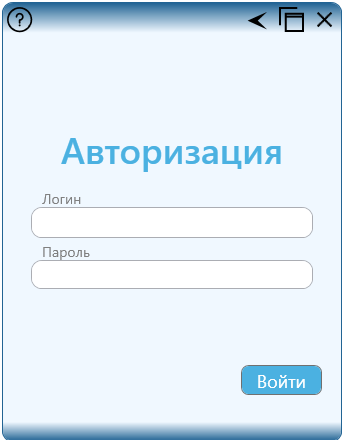 Авторизация
Логин
Пароль
Войти